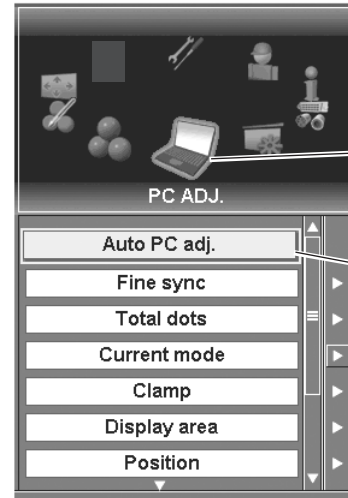 PC ADJ.
Auto PC adj.
Fine sync
Total dots
Current mode
Clamp
Display area
Position